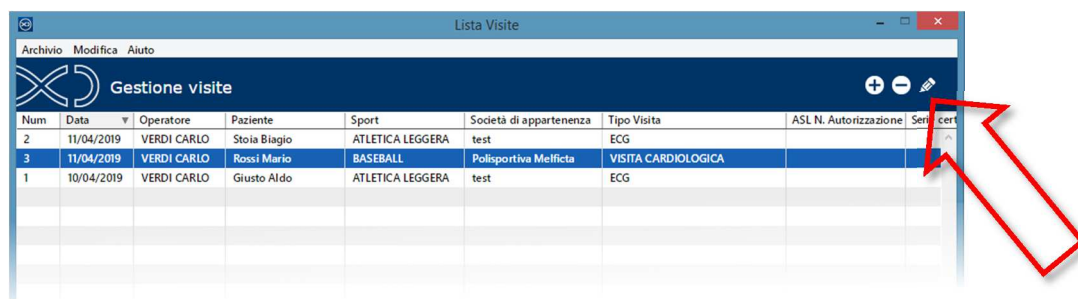 Lista Visite
Archivio Modifica Aiuto
Gestione visite
Num Data Operatore Paziente Sport Società di appartenenza Tipo Visita ASL N. Autorizzazione Serie cert
2 11/04/2019 VERDI CARLO Stoia Biagio ATLETICA LEGGERA test ECG
3 11/04/2019 VERDI CARLO Rossi Mario BASEBALL Polisportiva Melficta VISITA CARDIOLOGICA
1 10/04/2019 VERDI CARLO Giusto Aldo ATLETICA LEGGERA test ECG